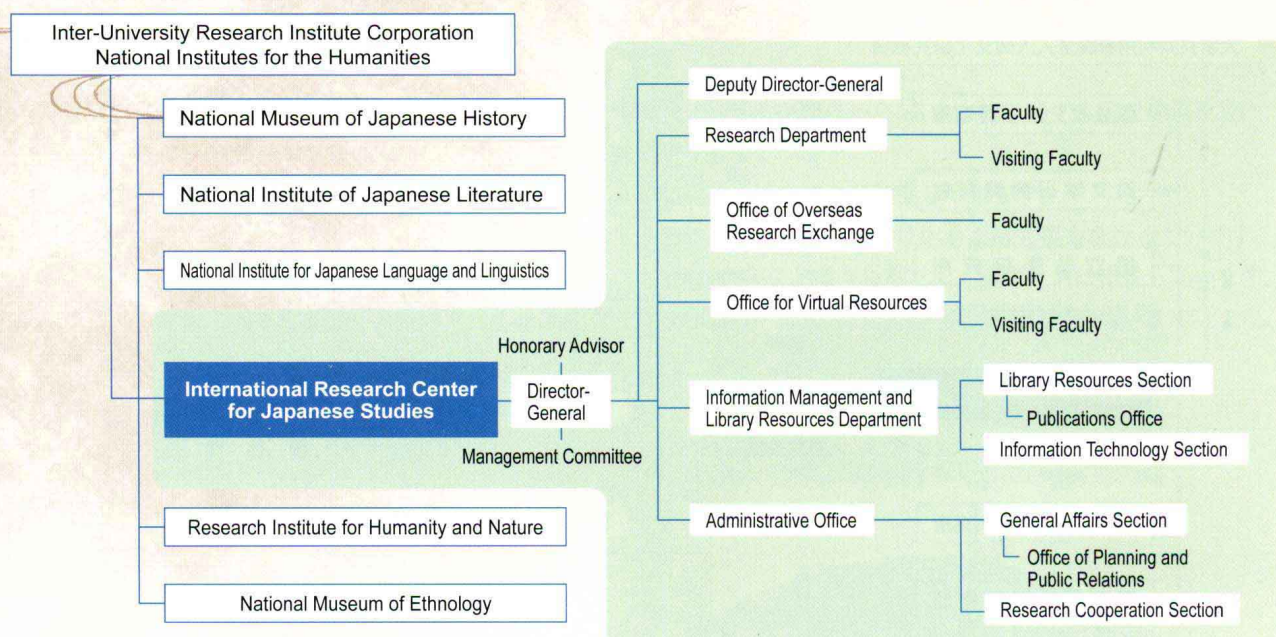 Inter-University Research Institute Corporation
National Institutes for the Humanities
National Museum of Japanese History
National Institute of Japanese Literature
National Institute for Japanese Language and Linguistics
International Research Center
for Japanese Studies
Honorary Advisor
Director-
General
Management Committee
Research Institute for Humanity and Nature
National Museum of Ethnology
Deputy Director-General
Research Department
Faculty
Visiting Faculty
Office of Overseas
Research Exchange
Faculty
Office for Virtual Resources
Faculty
Visiting Faculty
Information Management and
Library Resources Department
Library Resources Section
Publications Office
Information Technology Section
Administrative Office
General Affairs Section
Office of Planning and
Public Relations
Research Cooperation Section